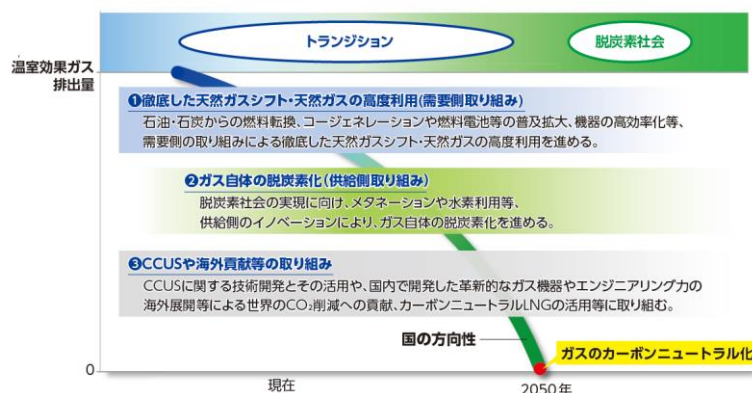 トランジション
脱炭素社会
温室効果ガス
排出量
❶徹底した天然ガスシフト・天然ガスの高度利用(需要側取り組み)
石油・石炭からの燃料転換、コージェネレーションや燃料電池等の普及拡大、機器の高効率化等、
需要側の取り組みによる徹底した天然ガスシフト・天然ガスの高度利用を進める。
❷ガス自体の脱炭素化(供給側取り組み)
脱炭素社会の実現に向け、メタネーションや水素利用等、
供給側のイノベーションにより、ガス自体の脱炭素化を進める。
❸CCUSや海外貢献等の取り組み
CCUSに関する技術開発とその活用や、国内で開発した革新的なガス機器やエンジニアリング力の
海外展開等による世界のCO₂削減への貢献、カーボンニュートラルLNGの活用等に取り組む。
国の方向性
ガスのカーボンニュートラル化
0
現在
2050年